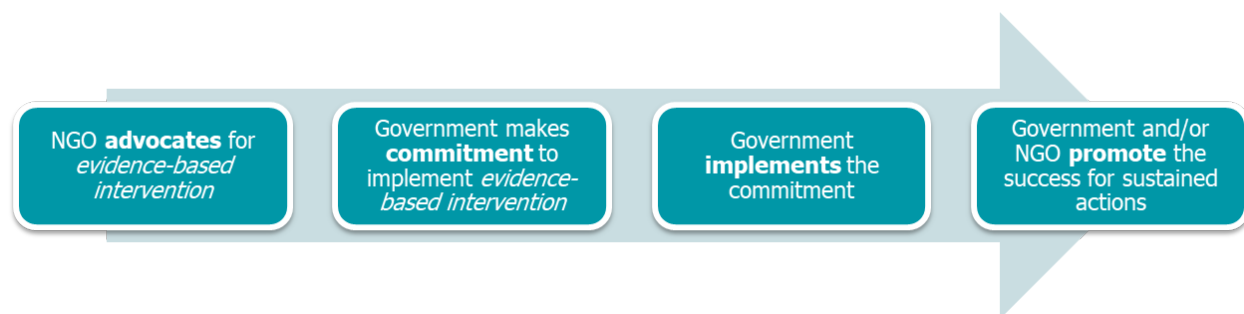 NGO advocates for
evidence-based
intervention
Government makes
commitment to
implement evidence-
based intervention
Government
implements the
commitment
Government and/or
NGO promote the
success for sustained
actions